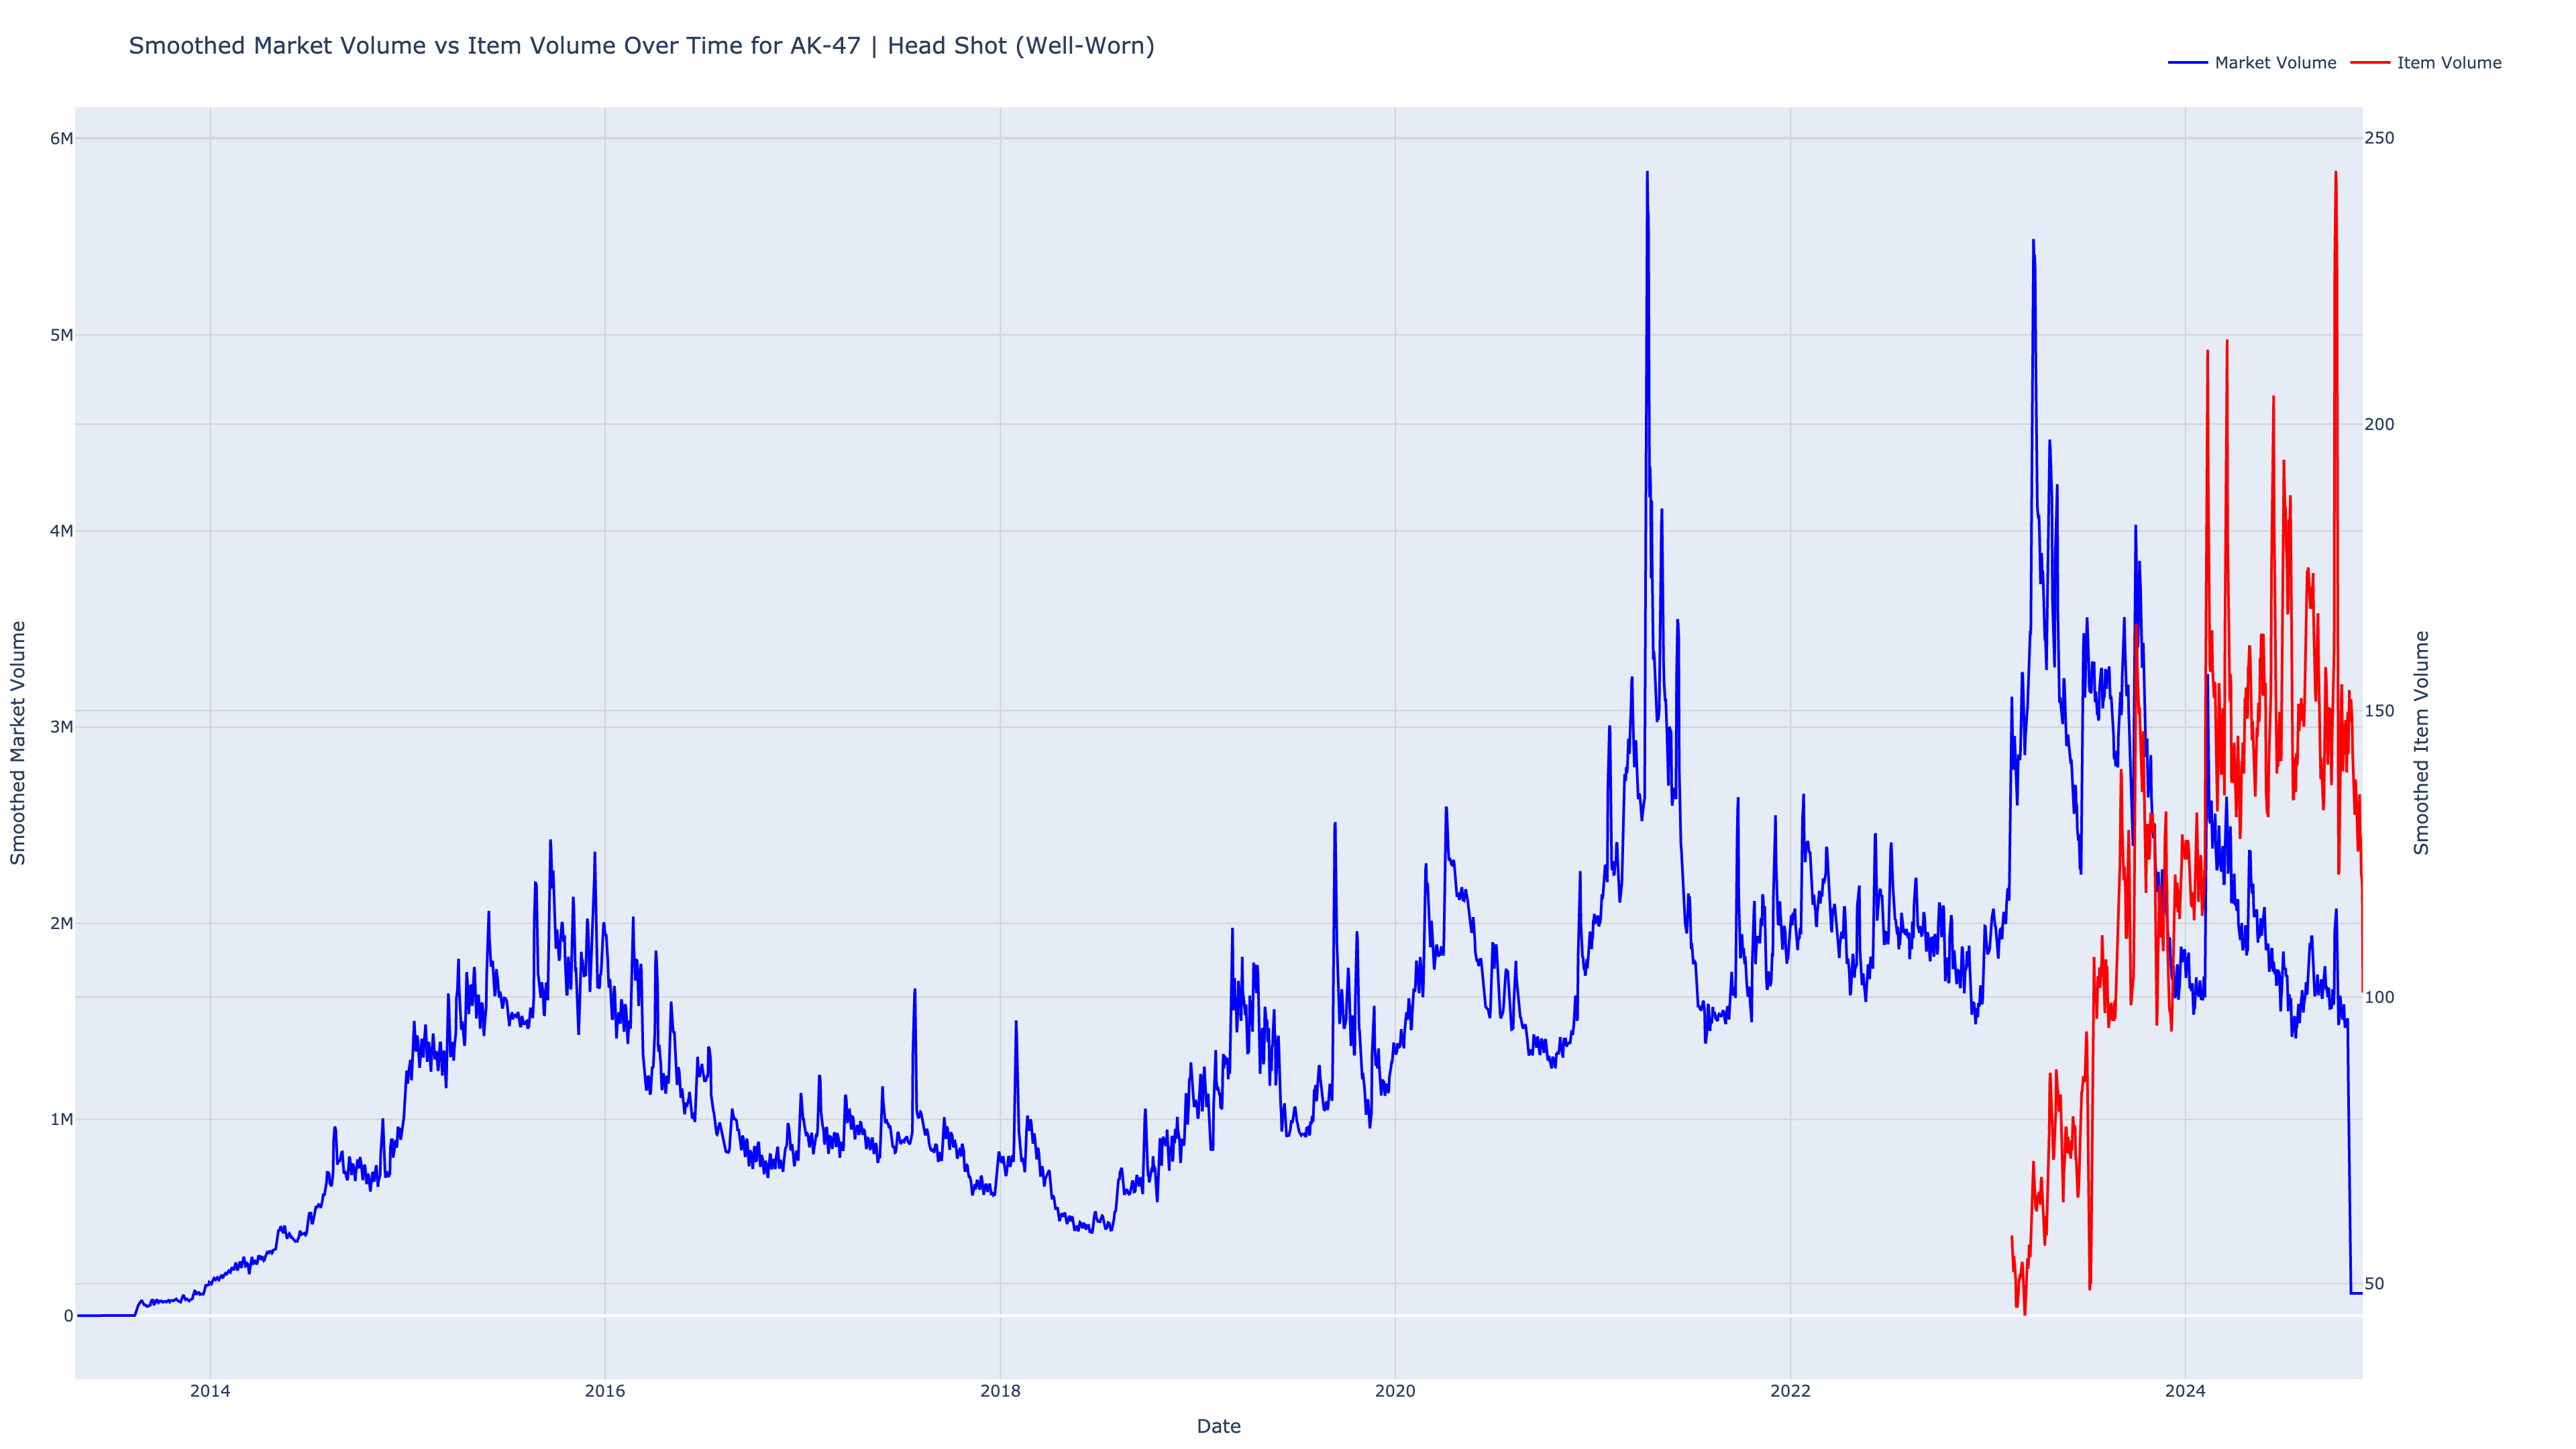 Smoothed Market Volume vs Item Volume Over Time for AK-47 | Head Shot (Well-Worn)
Market Volume
Item Volume
6M
5M
4M
3M
2M
1M
0
250
200
150
100
50
Smoothed Market Volume
Smoothed Item Volume
2014
2016
2018
2020
2022
2024
Date